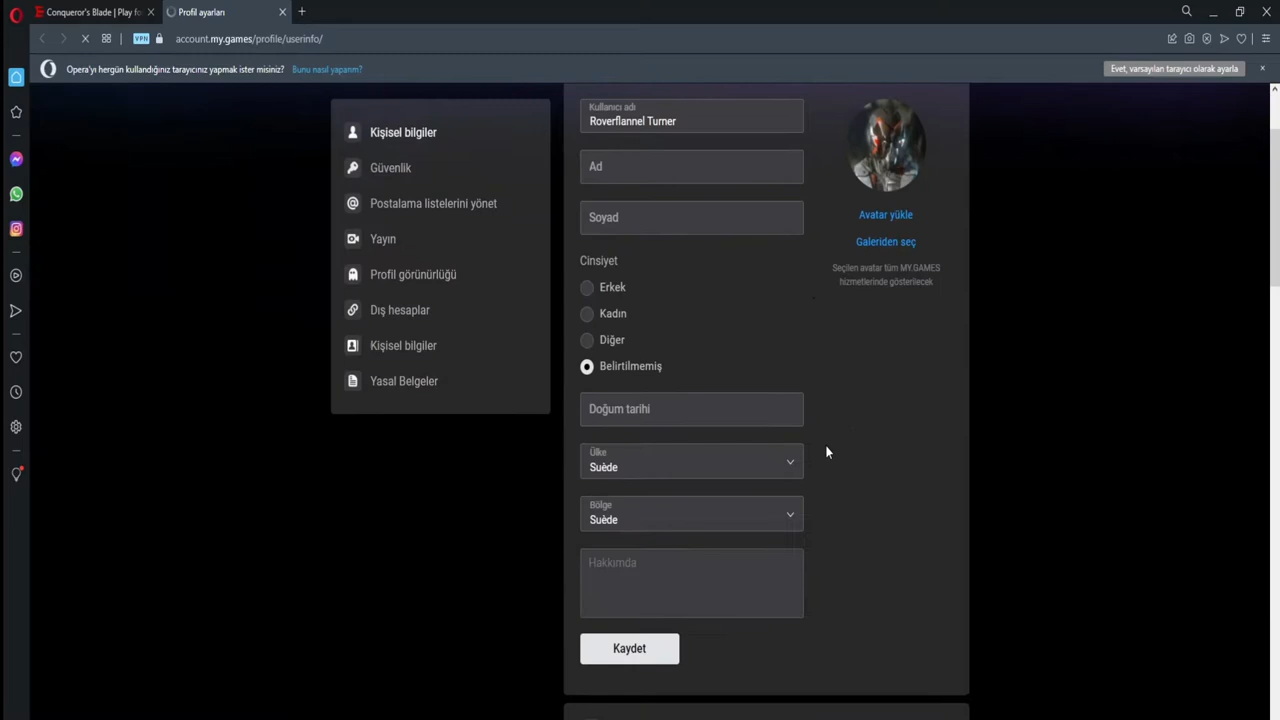 Conqueror's Blade | Play fo
Profil ayarları
VPN
account.my.games/profile/userinfo/
Opera'yı hergün kullandığınız tarayıcınız yapmak ister misiniz?
Bunu nasıl yaparım?
Evet, varsayılan tarayıcı olarak ayarla
Kişisel bilgiler
Güvenlik
Postalama listelerini yönet
Yayın
Profil görünürlüğü
Dış hesaplar
Kişisel bilgiler
Yasal Belgeler
Kullanıcı adı
Roverflannel Turner
Ad
Soyad
Cinsiyet
Erkek
Kadın
Diğer
Belirtilmemiş
Doğum tarihi
Ülke
Suède
Bölge
Suède
Hakkımda
Kaydet
Avatar yükle
Galeriden seç
Seçilen avatar tüm MY.GAMES
hizmetlerinde gösterilecek